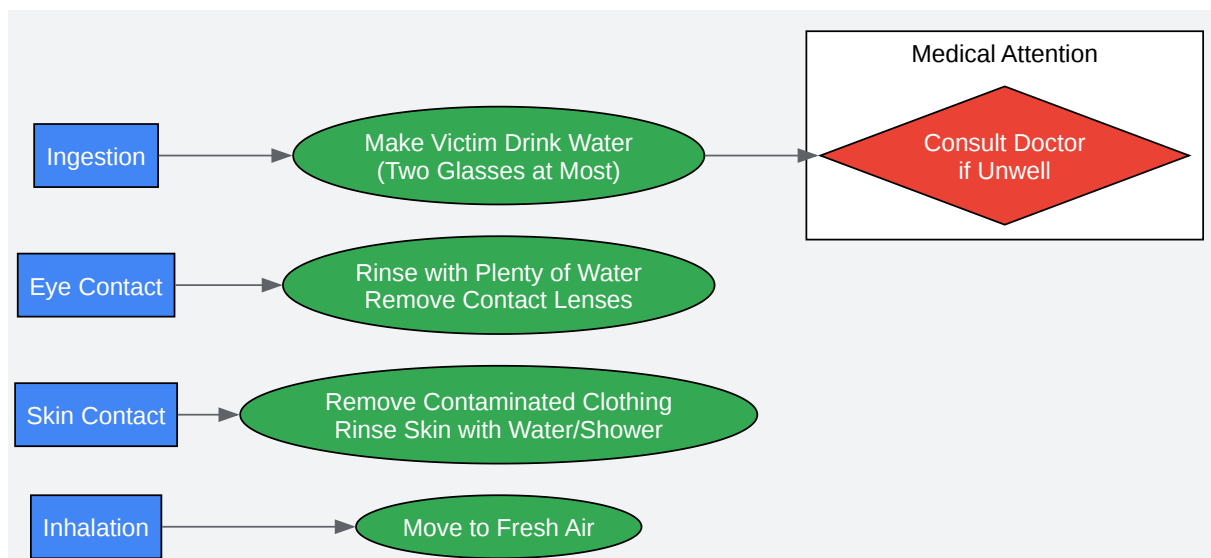 Medical Attention
Ingestion
Make Victim Drink Water
(Two Glasses at Most)
Consult Doctor
if Unwell
Eye Contact
Rinse with Plenty of Water
Remove Contact Lenses
Skin Contact
Remove Contaminated Clothing
Rinse Skin with Water/Shower
Inhalation
Move to Fresh Air